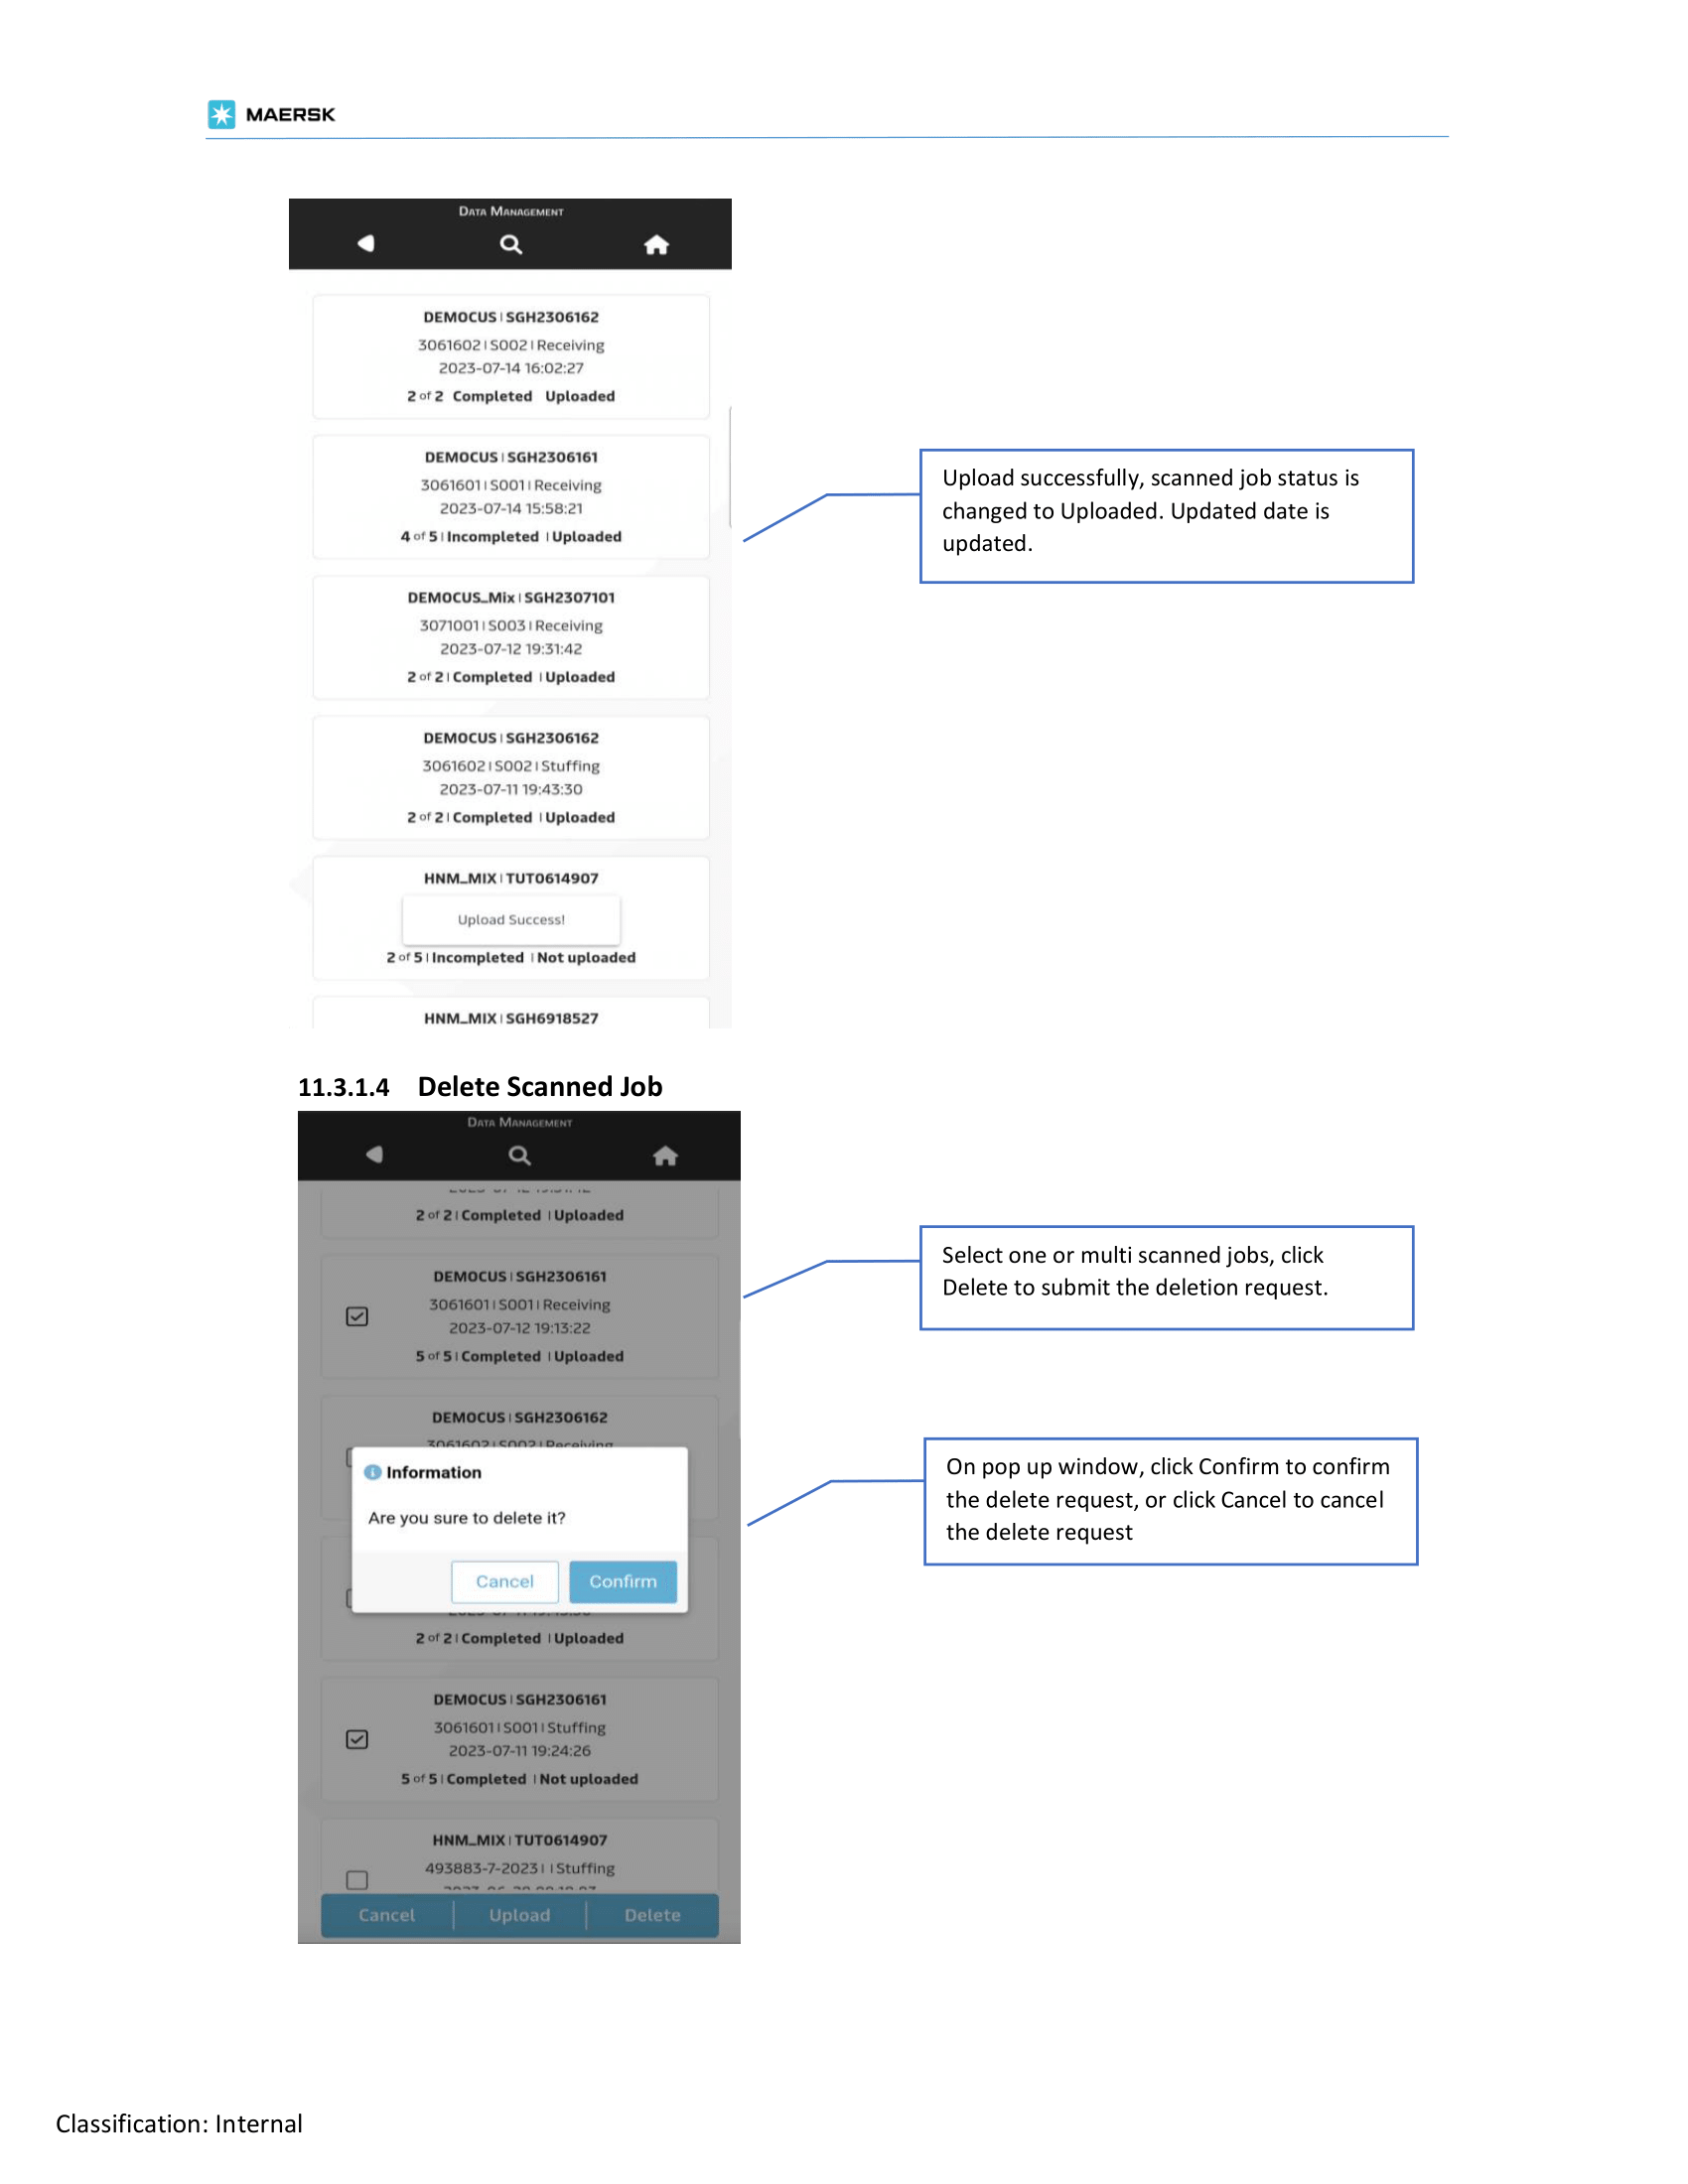 MAERSK
DATA MANAGEMENT
DEMOCUS | SGH2306162
3061602 | S002 | Receiving
2023-07-14 16:02:27
2 of 2 Completed Uploaded
DEMOCUS | SGH2306161
3061601 | S001 | Receiving
2023-07-14 15:58:21
4 of 5 | Incompleted | Uploaded
Upload successfully, scanned job status is
changed to Uploaded. Updated date is
updated.
DEMOCUS_Mix | SGH2307101
3071001 | S003 | Receiving
2023-07-12 19:31:42
2 of 2 | Completed | Uploaded
DEMOCUS | SGH2306162
3061602 | S002 | Stuffing
2023-07-11 19:43:30
2 of 2 | Completed | Uploaded
HNM_MIX | TUT0614907
Upload Success!
2 of 5 | Incompleted | Not uploaded
HNM_MIX | SGH6918527
11.3.1.4 Delete Scanned Job
DATA MANAGEMENT
2 of 2 | Completed | Uploaded
DEMOCUS | SGH2306161
3061601 | S001 | Receiving
2023-07-12 19:13:22
5 of 5 | Completed | Uploaded
Select one or multi scanned jobs, click
Delete to submit the deletion request.
DEMOCUS | SGH2306162
3061602 | S002 | Receiving
Information
Are you sure to delete it?
Cancel Confirm
On pop up window, click Confirm to confirm
the delete request, or click Cancel to cancel
the delete request
2 of 2 | Completed | Uploaded
DEMOCUS | SGH2306161
3061601 | S001 | Stuffing
2023-07-11 19:24:26
5 of 5 | Completed | Not uploaded
HNM_MIX | TUT0614907
493883-7-2023 | | Stuffing
Cancel | Upload | Delete
Classification: Internal